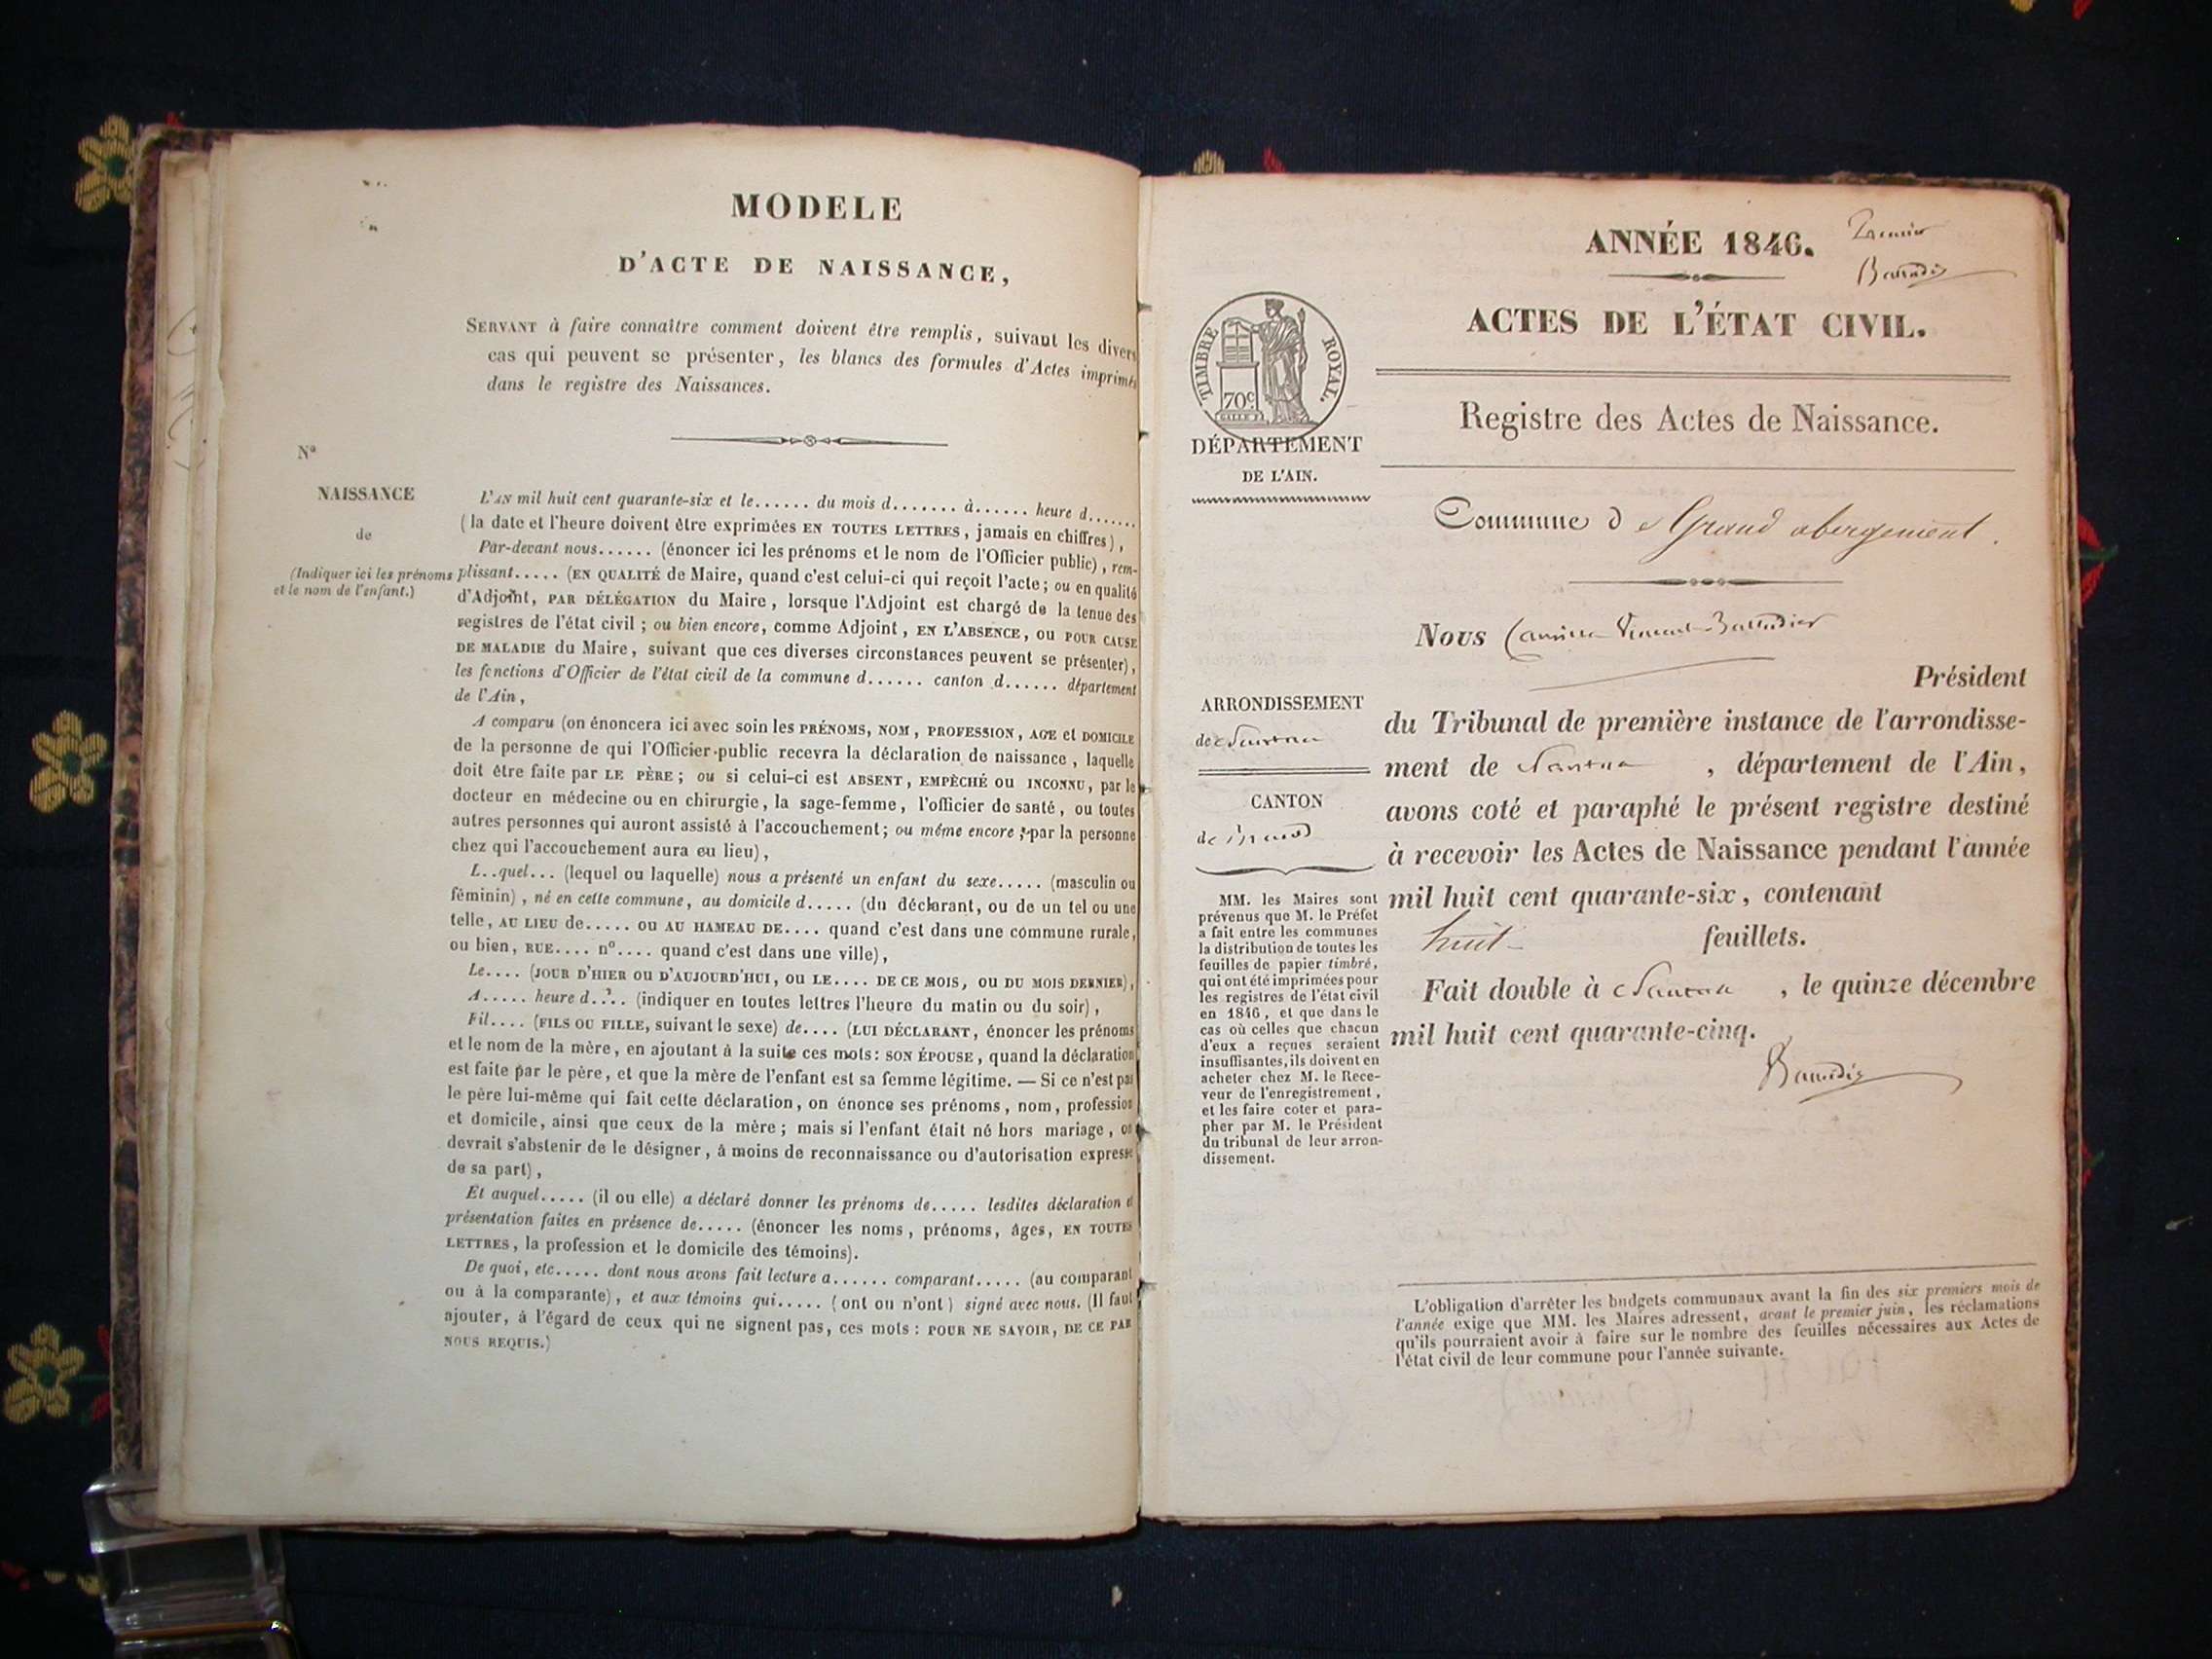 MODELE
D'ACTE DE NAISSANCE,
SERVANT à faire connaître comment doivent être remplis, suivant les divers
cas qui peuvent se présenter, les blancs des formules d'Actes imprimés
dans le registre des Naissances.
Nº
NAISSANCE
de
(Indiquer ici les prénoms
et le nom de l'enfant.)
L'AN mil huit cent quarante-six et le...... du mois d....... à...... heure d.......
(la date et l'heure doivent être exprimées EN TOUTES LETTRES, jamais en chiffres),
Par-devant nous...... (énoncer ici les prénoms et le nom de l'Officier public), rem-
plissant..... (EN QUALITÉ de Maire, quand c'est celui-ci qui reçoit l'acte; ou en qualité
d'Adjoint, PAR DÉLÉGATION du Maire, lorsque l'Adjoint est chargé de la tenue des
registres de l'état civil; ou bien encore, comme Adjoint, EN L'ABSENCE, ou POUR CAUSE
DE MALADIE du Maire, suivant que ces diverses circonstances peuvent se présenter),
les fonctions d'Officier de l'état civil de la commune d...... canton d...... département
de l'Ain,
A comparu (on énoncera ici avec soin les PRÉNOMS, NOM, PROFESSION, AGE et DOMICILE
de la personne de qui l'Officier public recevra la déclaration de naissance, laquelle
doit être faite par LE PÈRE; ou si celui-ci est ABSENT, EMPÊCHÉ ou INCONNU, par le
docteur en médecine ou en chirurgie, la sage-femme, l'officier de santé, ou toutes
autres personnes qui auront assisté à l'accouchement; ou même encore, par la personne
chez qui l'accouchement aura eu lieu),
L..quel... (lequel ou laquelle) nous a présenté un enfant du sexe..... (masculin ou
féminin), né en cette commune, au domicile d..... (du déclarant, ou de un tel ou une
telle, AU LIEU de..... ou AU HAMEAU DE.... quand c'est dans une commune rurale,
ou bien, RUE.... nº.... quand c'est dans une ville),
Le.... (JOUR D'HIER ou D'AUJOURD'HUI, ou LE.... DE CE MOIS, ou DU MOIS DERNIER),
A..... heure d.... (indiquer en toutes lettres l'heure du matin ou du soir),
Fil.... (FILS OU FILLE, suivant le sexe) de.... (LUI DÉCLARANT, énoncer les prénoms
et le nom de la mère, en ajoutant à la suite ces mots: SON ÉPOUSE, quand la déclaration
est faite par le père, et que la mère de l'enfant est sa femme légitime. — Si ce n'est pas
le père lui-même qui fait cette déclaration, on énonce ses prénoms, nom, profession
et domicile, ainsi que ceux de la mère; mais si l'enfant était né hors mariage, on
devrait s'abstenir de le désigner, à moins de reconnaissance ou d'autorisation expresse
de sa part),
Et auquel..... (il ou elle) a déclaré donner les prénoms de..... lesdites déclaration et
présentation faites en présence de..... (énoncer les noms, prénoms, âges, EN TOUTES
LETTRES, la profession et le domicile des témoins).
De quoi, etc..... dont nous avons fait lecture a...... comparant..... (au comparant
ou à la comparante), et aux témoins qui..... (ont ou n'ont) signé avec nous. (Il faut
ajouter, à l'égard de ceux qui ne signent pas, ces mots: POUR NE SAVOIR, DE CE PAR
NOUS REQUIS.)
ANNÉE 1846.
Premier
ACTES DE L'ÉTAT CIVIL.
TIMBRE ROYAL.
70c
Registre des Actes de Naissance.
DÉPARTEMENT
DE L'AIN.
Commune de Grand abergement.
Nous
Président
du Tribunal de première instance de l'arrondisse-
ment de Nantua, département de l'Ain,
avons coté et paraphé le présent registre destiné
à recevoir les Actes de Naissance pendant l'année
mil huit cent quarante-six, contenant
huit feuillets.
Fait double à Nantua, le quinze décembre
mil huit cent quarante-cinq.
ARRONDISSEMENT
de Nantua
CANTON
de
MM. les Maires sont
prévenus que M. le Préfet
a fait entre les communes
la distribution de toutes les
feuilles de papier timbré,
qui ont été imprimées pour
les registres de l'état civil
en 1846, et que dans le
cas où celles que chacun
d'eux a reçues seraient
insuffisantes, ils doivent en
acheter chez M. le Rece-
veur de l'enregistrement,
et les faire coter et para-
pher par M. le Président
du tribunal de leur arron-
dissement.
L'obligation d'arrêter les budgets communaux avant la fin des six premiers mois de
l'année exige que MM. les Maires adressent, avant le premier juin, les réclamations
qu'ils pourraient avoir à faire sur le nombre des feuilles nécessaires aux Actes de
l'état civil de leur commune pour l'année suivante.